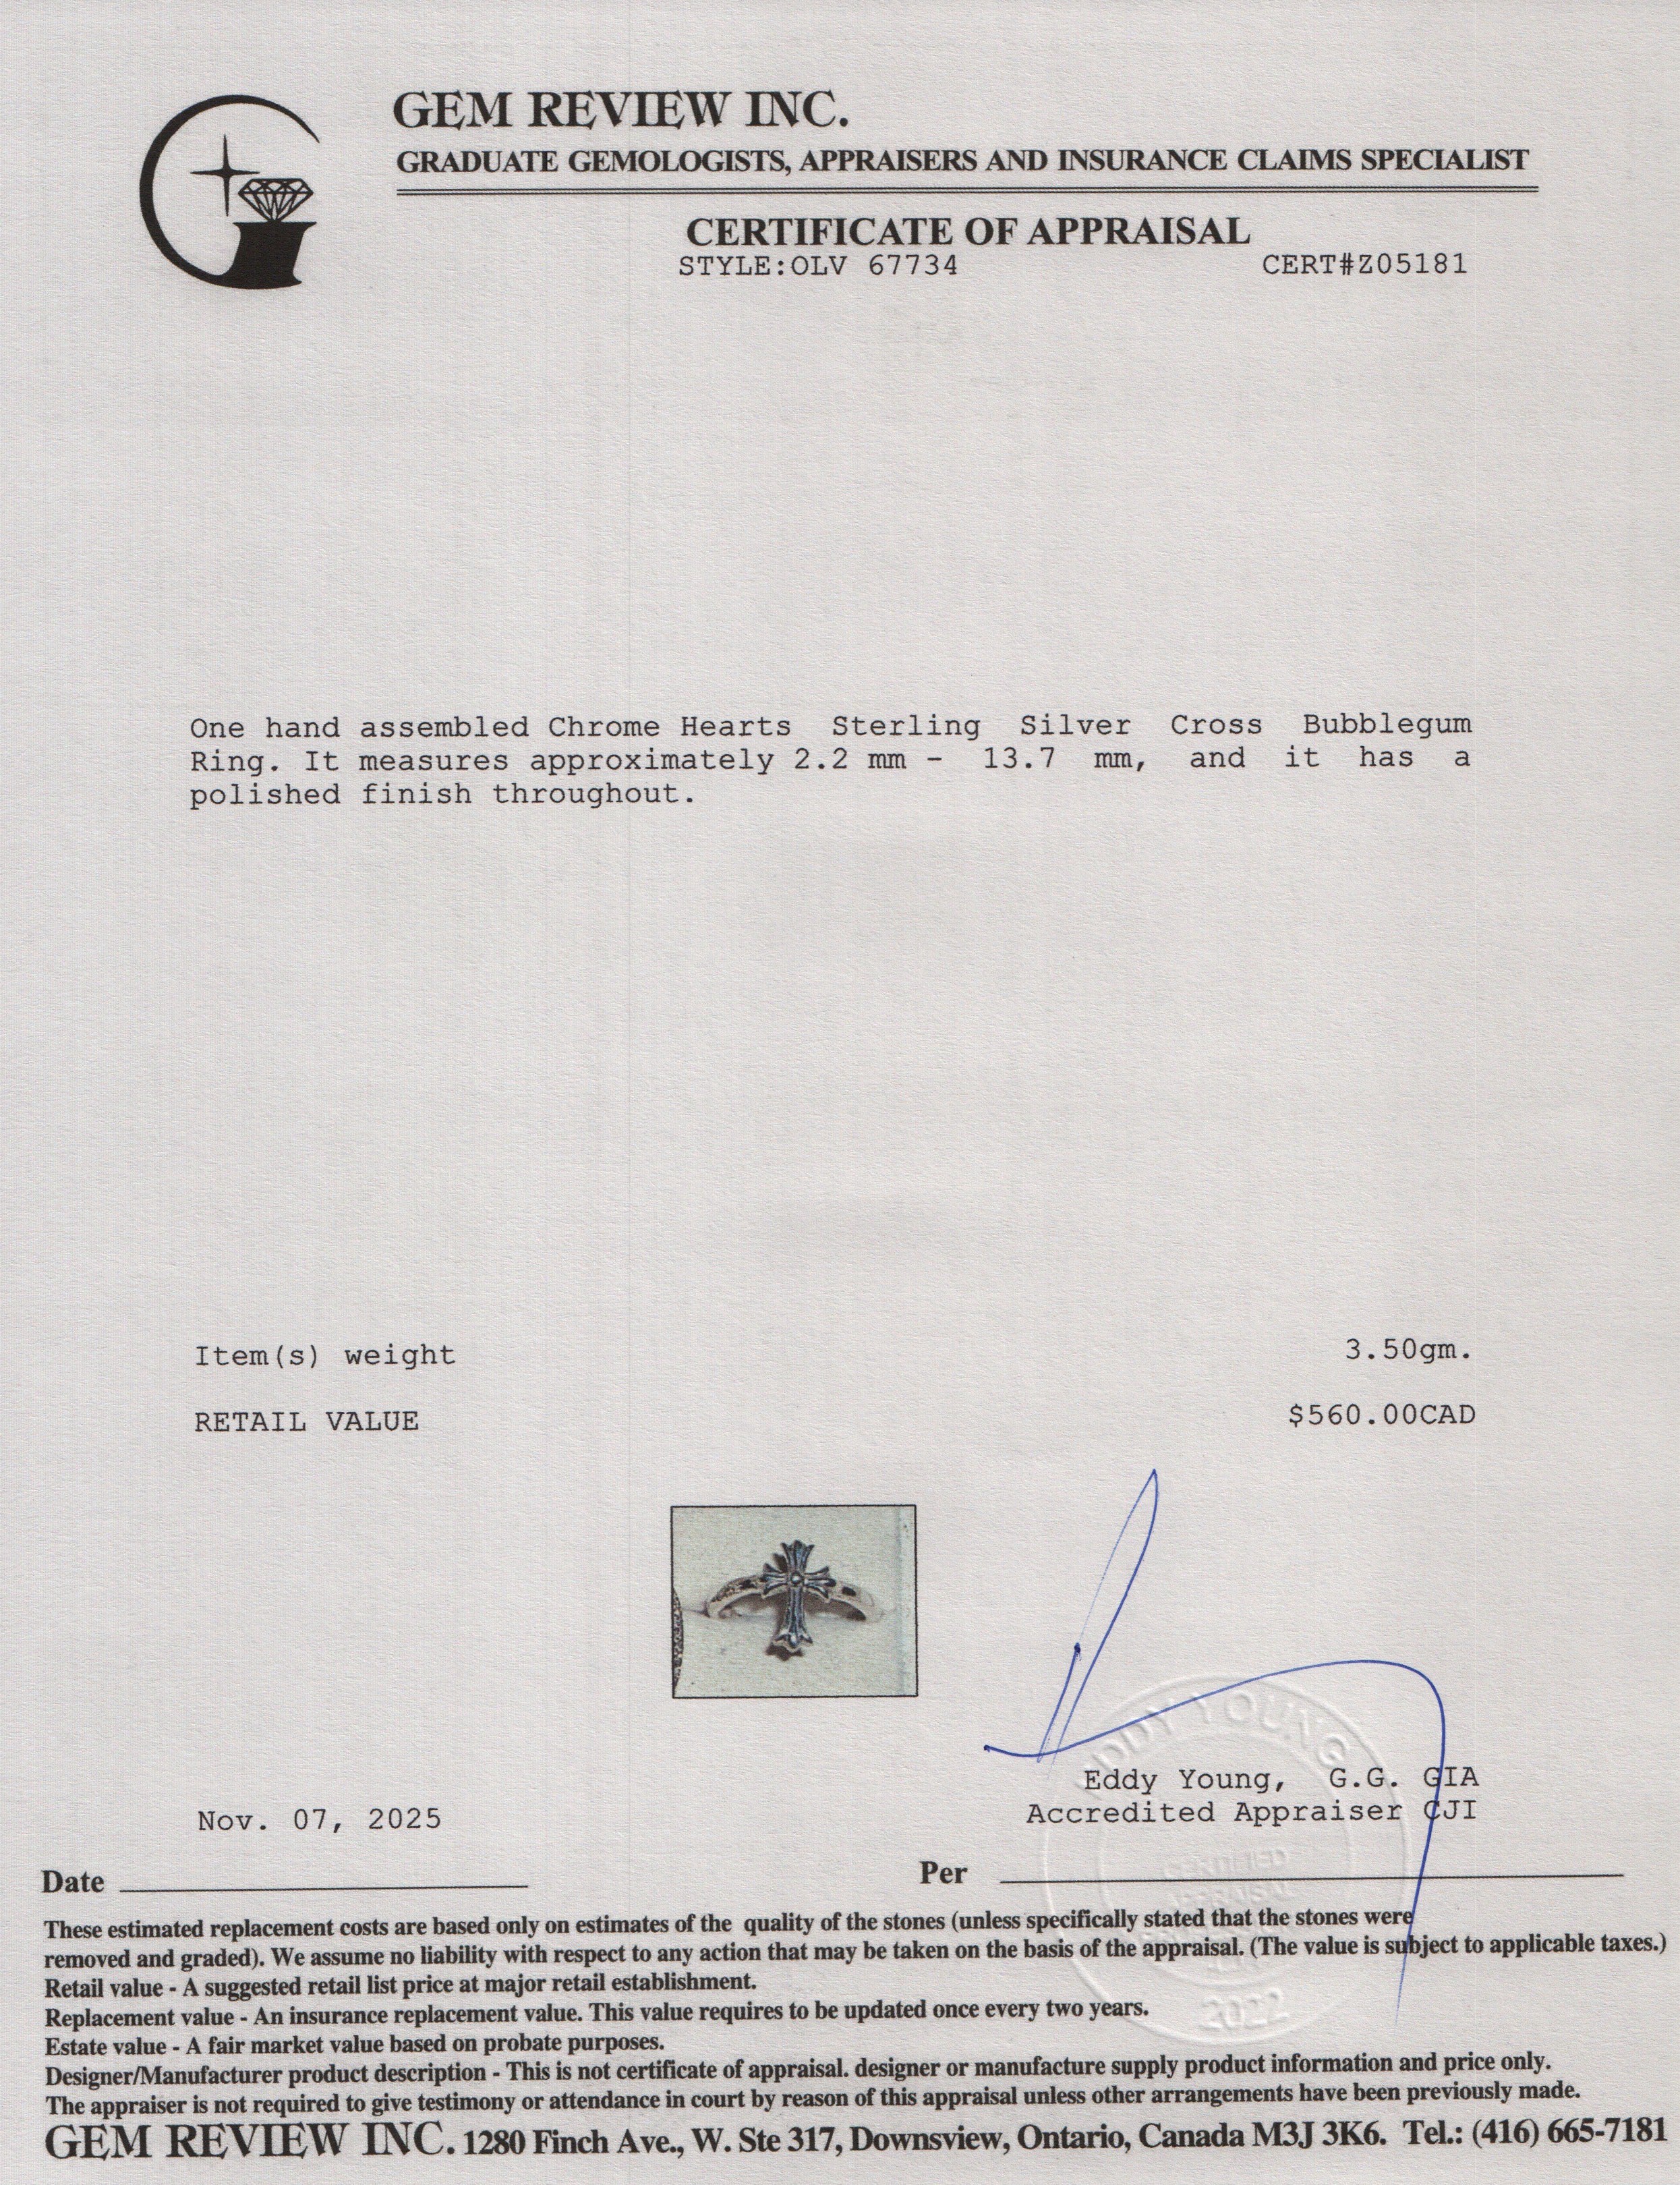 GEM REVIEW INC.
GRADUATE GEMOLOGISTS, APPRAISERS AND INSURANCE CLAIMS SPECIALIST
CERTIFICATE OF APPRAISAL
STYLE:OLV 67734 CERT#Z05181
One hand assembled Chrome Hearts Sterling Silver Cross Bubblegum
Ring. It measures approximately 2.2 mm - 13.7 mm, and it has a
polished finish throughout.
Item(s) weight 3.50gm.
RETAIL VALUE $560.00CAD
EDDY YOUNG
Eddy Young, G.G. GIA
Accredited Appraiser CJI
Nov. 07, 2025
CERTIFIED
APPRAISAL
2022
Date
Per
These estimated replacement costs are based only on estimates of the quality of the stones (unless specifically stated that the stones were
removed and graded). We assume no liability with respect to any action that may be taken on the basis of the appraisal. (The value is subject to applicable taxes.)
Retail value - A suggested retail list price at major retail establishment.
Replacement value - An insurance replacement value. This value requires to be updated once every two years.
Estate value - A fair market value based on probate purposes.
Designer/Manufacturer product description - This is not certificate of appraisal. designer or manufacture supply product information and price only.
The appraiser is not required to give testimony or attendance in court by reason of this appraisal unless other arrangements have been previously made.
GEM REVIEW INC. 1280 Finch Ave., W. Ste 317, Downsview, Ontario, Canada M3J 3K6. Tel.: (416) 665-7181